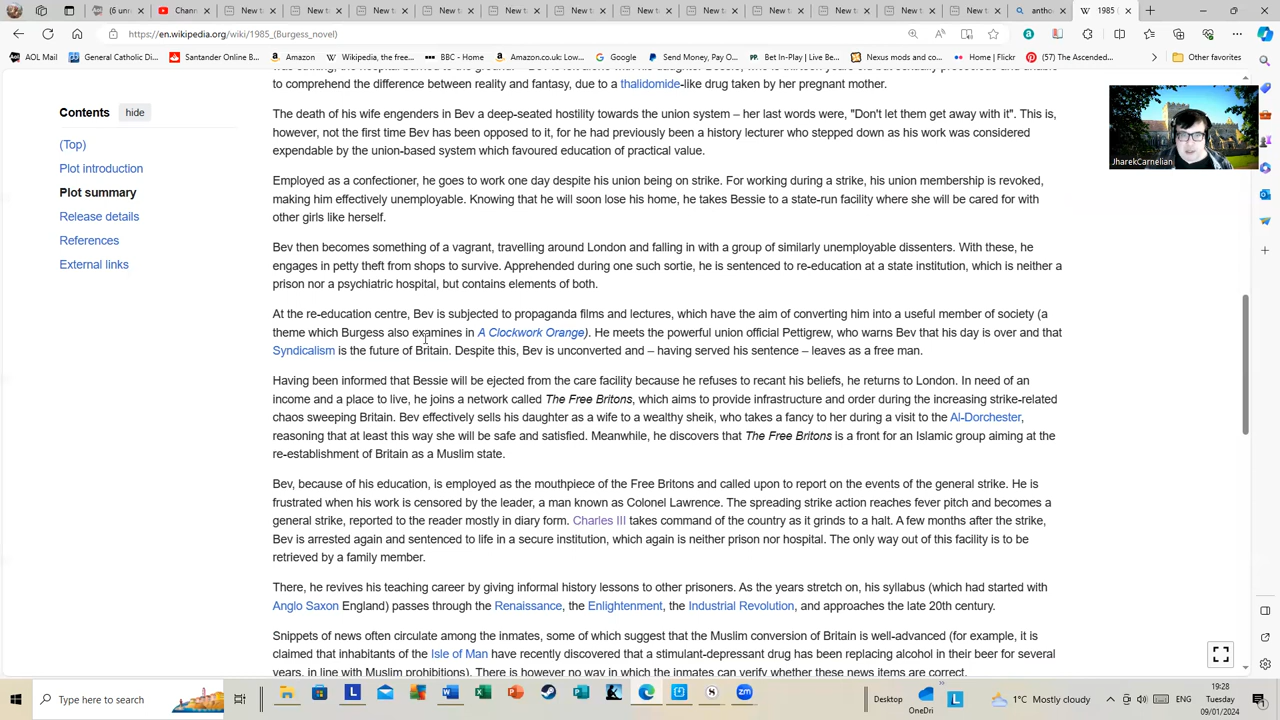 (6 unre
Chann
New t
New te
New te
New te
New te
New te
New te
New te
New te
New te
New te
New te
antho
1985
https://en.wikipedia.org/wiki/1985_(Burgess_novel)
AOL Mail
General College Dist...
Santander Online B...
Amazon
Wikipedia, the free...
BBC - Home
Amazon.co.uk: Low...
Google
Send Money, Pay O...
Bet In-Play | Live Be...
Nexus mods and co...
Home | Flickr
(57) The Ascended...
Other favorites
Contents
hide
(Top)
Plot introduction
Plot summary
Release details
References
External links
to comprehend the difference between reality and fantasy, due to a thalidomide-like drug taken by her pregnant mother.
The death of his wife engenders in Bev a deep-seated hostility towards the union system – her last words were, "Don't let them get away with it". This is,
however, not the first time Bev has been opposed to it, for he had previously been a history lecturer who stepped down as his work was considered
expendable by the union-based system which favoured education of practical value.
Employed as a confectioner, he goes to work one day despite his union being on strike. For working during a strike, his union membership is revoked,
making him effectively unemployable. Knowing that he will soon lose his home, he takes Bessie to a state-run facility where she will be cared for with
other girls like herself.
Bev then becomes something of a vagrant, travelling around London and falling in with a group of similarly unemployable dissenters. With these, he
engages in petty theft from shops to survive. Apprehended during one such sortie, he is sentenced to re-education at a state institution, which is neither a
prison nor a psychiatric hospital, but contains elements of both.
At the re-education centre, Bev is subjected to propaganda films and lectures, which have the aim of converting him into a useful member of society (a
theme which Burgess also examines in A Clockwork Orange). He meets the powerful union official Pettigrew, who warns Bev that his day is over and that
Syndicalism is the future of Britain. Despite this, Bev is unconverted and – having served his sentence – leaves as a free man.
Having been informed that Bessie will be ejected from the care facility because he refuses to recant his beliefs, he returns to London. In need of an
income and a place to live, he joins a network called The Free Britons, which aims to provide infrastructure and order during the increasing strike-related
chaos sweeping Britain. Bev effectively sells his daughter as a wife to a wealthy sheik, who takes a fancy to her during a visit to the Al-Dorchester,
reasoning that at least this way she will be safe and satisfied. Meanwhile, he discovers that The Free Britons is a front for an Islamic group aiming at the
re-establishment of Britain as a Muslim state.
Bev, because of his education, is employed as the mouthpiece of the Free Britons and called upon to report on the events of the general strike. He is
frustrated when his work is censored by the leader, a man known as Colonel Lawrence. The spreading strike action reaches fever pitch and becomes a
general strike, reported to the reader mostly in diary form. Charles III takes command of the country as it grinds to a halt. A few months after the strike,
Bev is arrested again and sentenced to life in a secure institution, which again is neither prison nor hospital. The only way out of this facility is to be
retrieved by a family member.
There, he revives his teaching career by giving informal history lessons to other prisoners. As the years stretch on, his syllabus (which had started with
Anglo Saxon England) passes through the Renaissance, the Enlightenment, the Industrial Revolution, and approaches the late 20th century.
Snippets of news often circulate among the inmates, some of which suggest that the Muslim conversion of Britain is well-advanced (for example, it is
claimed that inhabitants of the Isle of Man have recently discovered that a stimulant-depressant drug has been replacing alcohol in their beer for several
years, in line with Muslim prohibitions). There is however no way in which the inmates can verify whether these news items are correct.
JharekCarnelian
Type here to search
Desktop
OneDri
1°C Mostly cloudy
19:28
Tuesday
09/01/2024